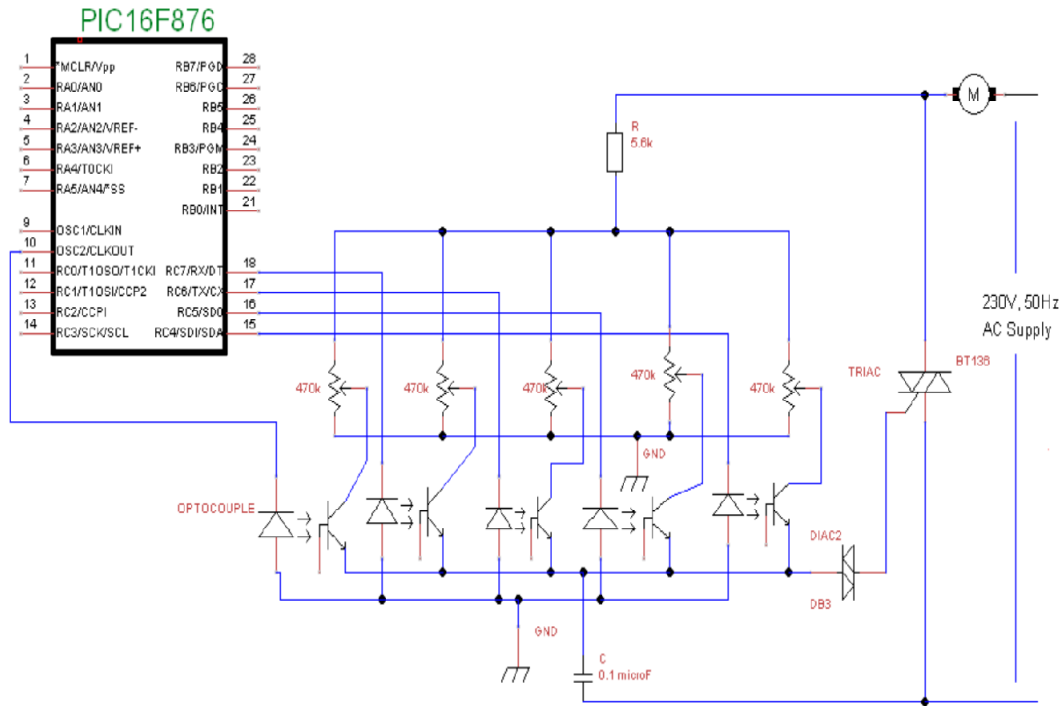 PIC16F876
1 *MCLR/Vpp RB7/PGD 28
2 RA0/AN0 RB6/PGC 27
3 RA1/AN1 RB5 26
4 RA2/AN2/VREF- RB4 25
5 RA3/AN3/VREF+ RB3/PGM 24
6 RA4/TOCKI RB2 23
7 RA5/AN4/*SS RB1 22
RB0/INT 21
9 OSC1/CLKIN
10 OSC2/CLKOUT
11 RC0/T1OSO/T1CKI RC7/RX/DT 18
12 RC1/T1OSI/CCP2 RC6/TX/CX 17
13 RC2/CCPI RC5/SDO 16
14 RC3/SCK/SCL RC4/SDI/SDA 15
R
5.6k
M
230V, 50Hz
AC Supply
470k
470k
470k
470k
470k
TRIAC
BT136
GND
OPTOCOUPLE
DIAC2
DB3
GND
C
0.1 microF